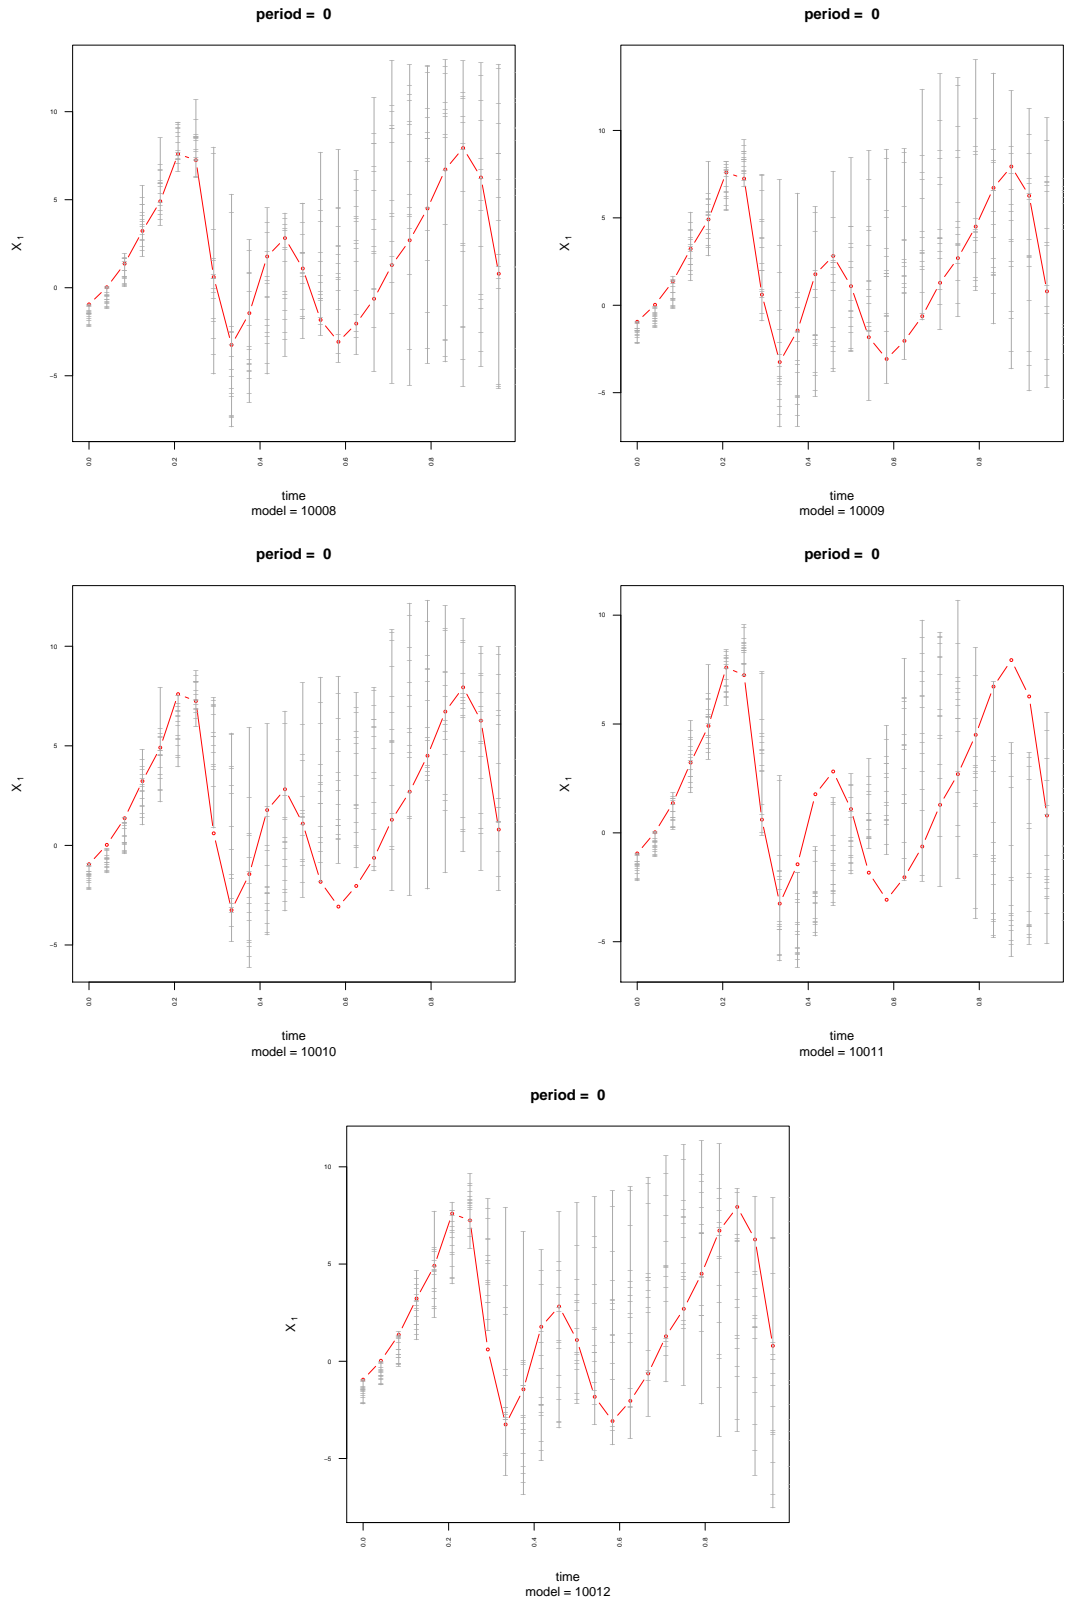 period = 0
period = 0
X 1
10
5
0
−5
0.0
0.2
0.4
0.6
0.8
time
model = 10008
X 1
10
5
0
−5
0.0
0.2
0.4
0.6
0.8
time
model = 10009
period = 0
period = 0
X 1
10
5
0
−5
0.0
0.2
0.4
0.6
0.8
time
model = 10010
X 1
10
5
0
−5
0.0
0.2
0.4
0.6
0.8
time
model = 10011
period = 0
X 1
10
5
0
−5
0.0
0.2
0.4
0.6
0.8
time
model = 10012